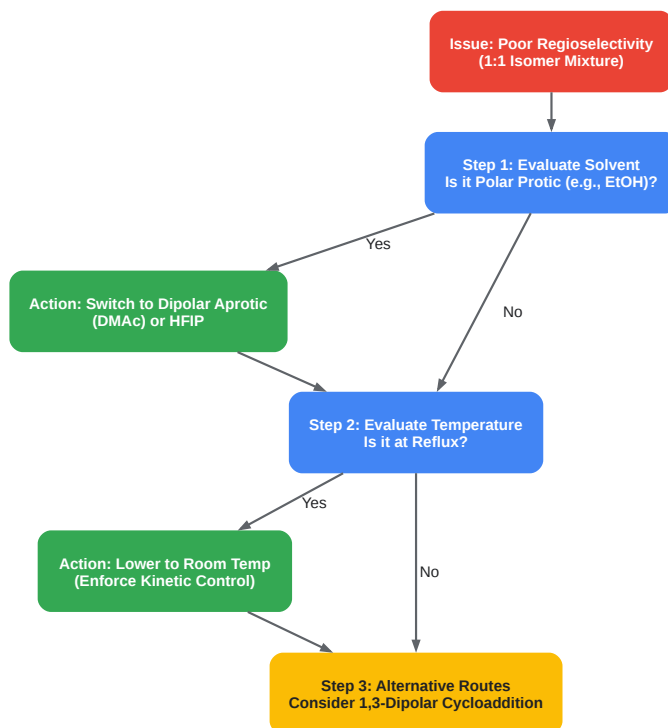 Issue: Poor Regioselectivity
(1:1 Isomer Mixture)
Step 1: Evaluate Solvent
Is it Polar Protic (e.g., EtOH)?
Yes
No
Action: Switch to Dipolar Aprotic
(DMAc) or HFIP
Step 2: Evaluate Temperature
Is it at Reflux?
Yes
No
Action: Lower to Room Temp
(Enforce Kinetic Control)
Step 3: Alternative Routes
Consider 1,3-Dipolar Cycloaddition